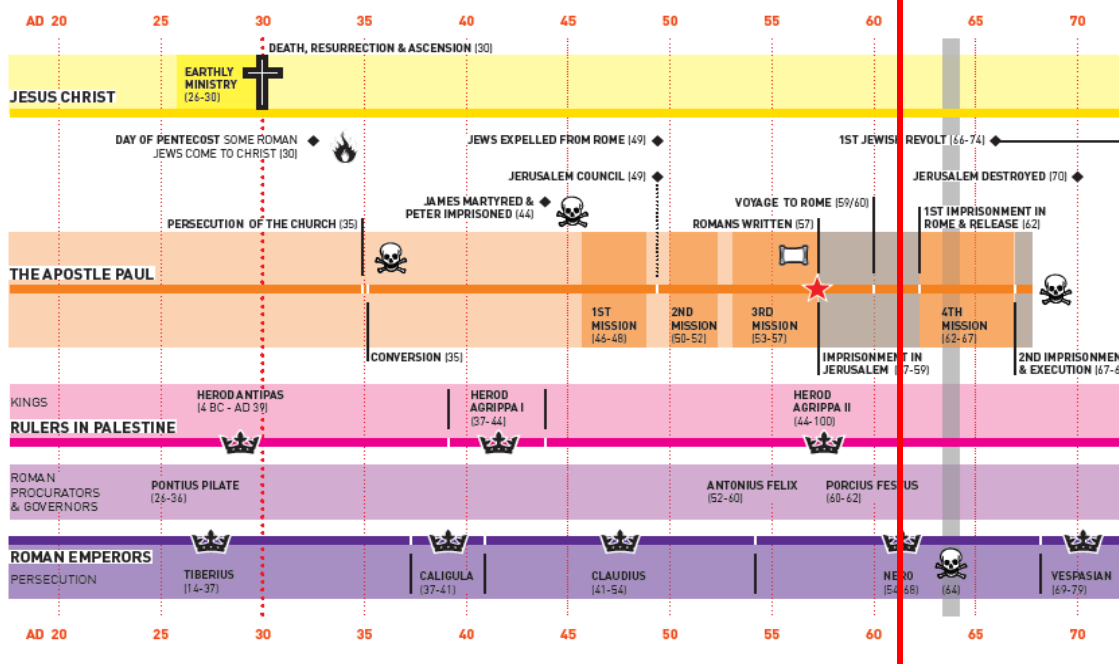 AD 20 30 35 40 45 50 55 60 65 70
DEATH, RESURRECTION & ASCENSION (30)
EARTHLY
MINISTRY
(26-30)
JESUS CHRIST
DAY OF PENTECOST SOME ROMAN
JEWS COME TO CHRIST (30)
JEWS EXPELLED FROM ROME (49)
1ST JEWISH REVOLT (66-74)
JERUSALEM COUNCIL (49)
JERUSALEM DESTROYED (70)
JAMES MARTYRED &
PETER IMPRISONED (44)
VOYAGE TO ROME (59/60)
PERSECUTION OF THE CHURCH (35)
ROMANS WRITTEN (57)
1ST IMPRISONMENT IN
ROME & RELEASE (62)
THE APOSTLE PAUL
1ST
MISSION
(46-48)
2ND
MISSION
(50-52)
3RD
MISSION
(53-57)
4TH
MISSION
(62-67)
CONVERSION (35)
IMPRISONMENT IN
JERUSALEM (57-59)
2ND IMPRISONME
& EXECUTION (67-6
KINGS
HEROD ANTIPAS
(4 BC - AD 39)
HEROD
AGRIPPA I
(37-44)
HEROD
AGRIPPA II
(44-100)
RULERS IN PALESTINE
ROMAN
PROCURATORS
& GOVERNORS
PONTIUS PILATE
(26-36)
ANTONIUS FELIX
(52-60)
PORCIUS FESTUS
(60-62)
ROMAN EMPERORS
PERSECUTION
TIBERIUS
(14-37)
CALIGULA
(37-41)
CLAUDIUS
(41-54)
NERO
(54-68)
(64)
VESPASIAN
(69-79)
AD 20 30 35 40 45 50 55 60 65 70